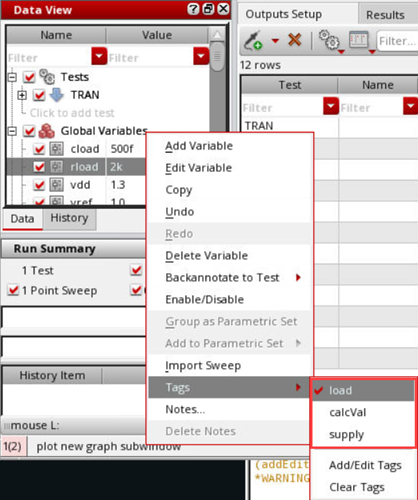 Data View
Name Value
Filter Filter
Tests
TRAN
Click to add test
Global Variables
cload 500f
rload 2k
vdd 1.3
vref 1.0
Data History
Run Summary
1 Test
1 Point Sweep
History Item
mouse L:
1(2) plot new graph subwindow
Outputs Setup Results
Filter...
12 rows
Test Name
Filter Filter
TRAN
Add Variable
Edit Variable
Copy
Undo
Redo
Delete Variable
Backannotate to Test
Enable/Disable
Group as Parametric Set
Add to Parametric Set
Import Sweep
Tags
Notes...
Delete Notes
load
calcVal
supply
Add/Edit Tags
Clear Tags
(addEdit
*WARNING